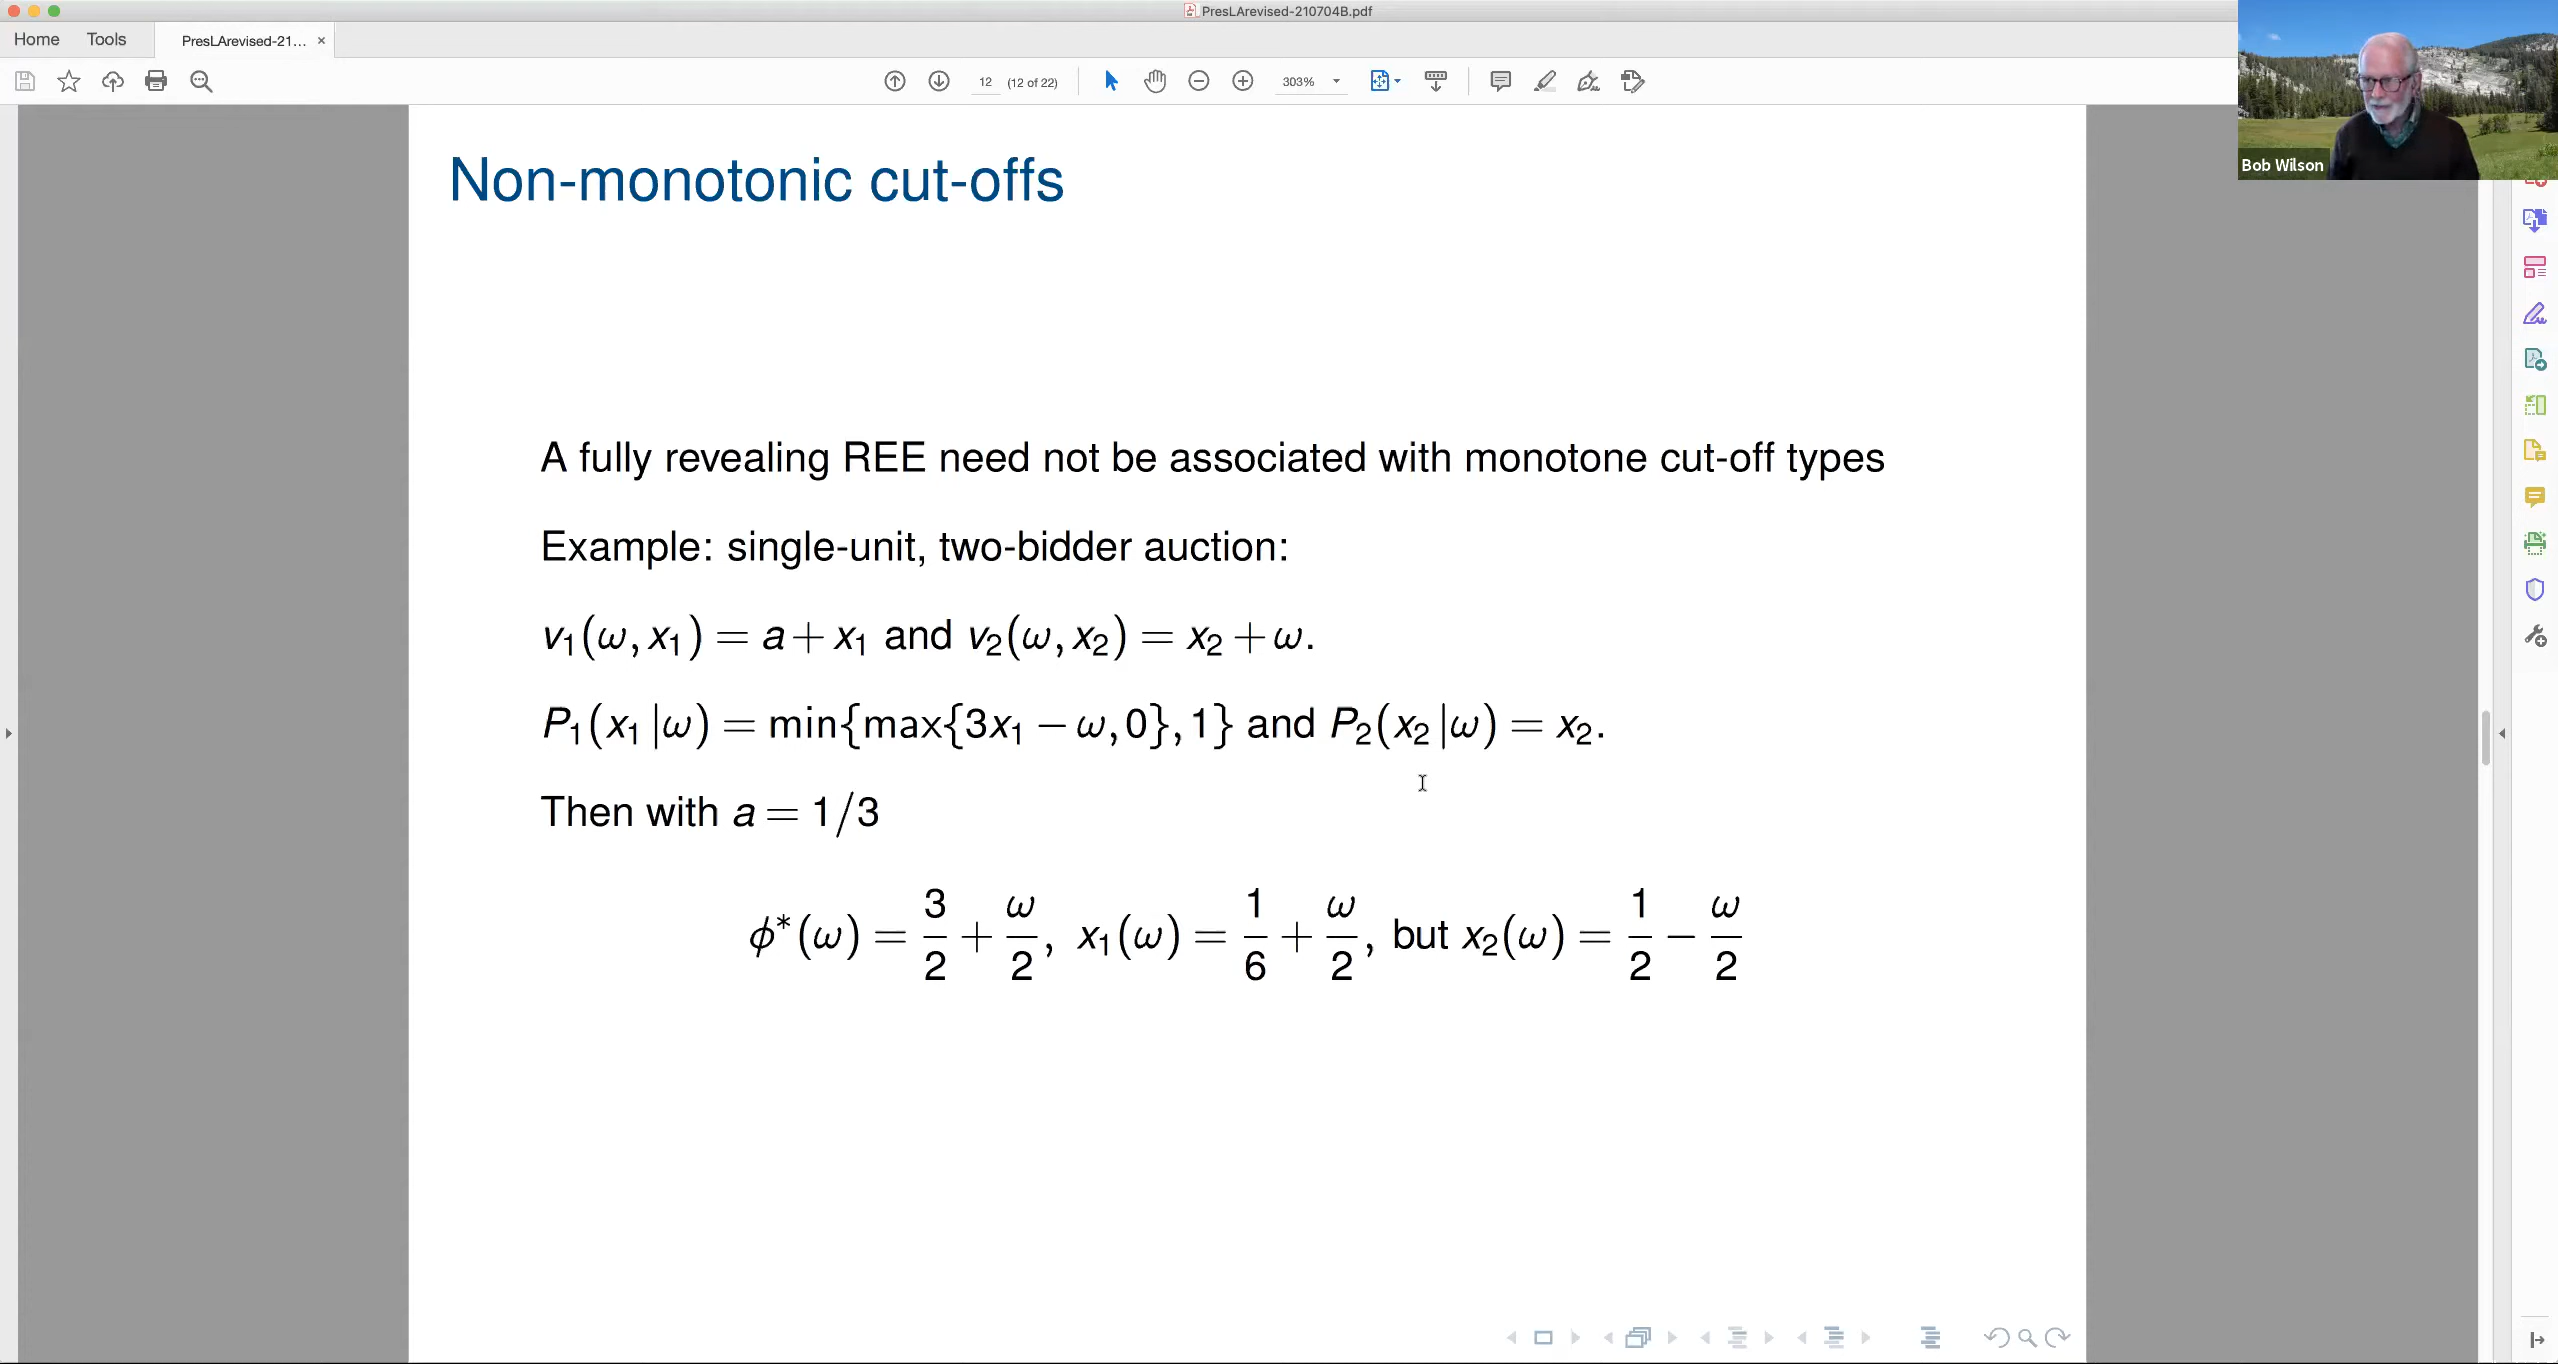 PresLArevised-210704B.pdf
Home Tools PresLArevised-21... ×
12 (12 of 22) 303%
Bob Wilson
Non-monotonic cut-offs
A fully revealing REE need not be associated with monotone cut-off types
Example: single-unit, two-bidder auction:
v₁(ω, x₁) = a + x₁ and v₂(ω, x₂) = x₂ + ω.
P₁(x₁ |ω) = min{max{3x₁ − ω, 0}, 1} and P₂(x₂ |ω) = x₂.
Then with a = 1/3
ϕ*(ω) = 3/2 + ω/2, x₁(ω) = 1/6 + ω/2, but x₂(ω) = 1/2 − ω/2